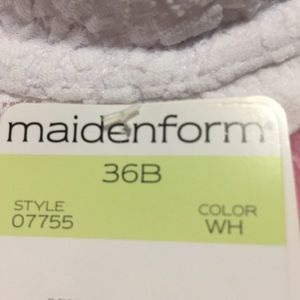 maidenform®
36B
STYLE COLOR
07755 WH